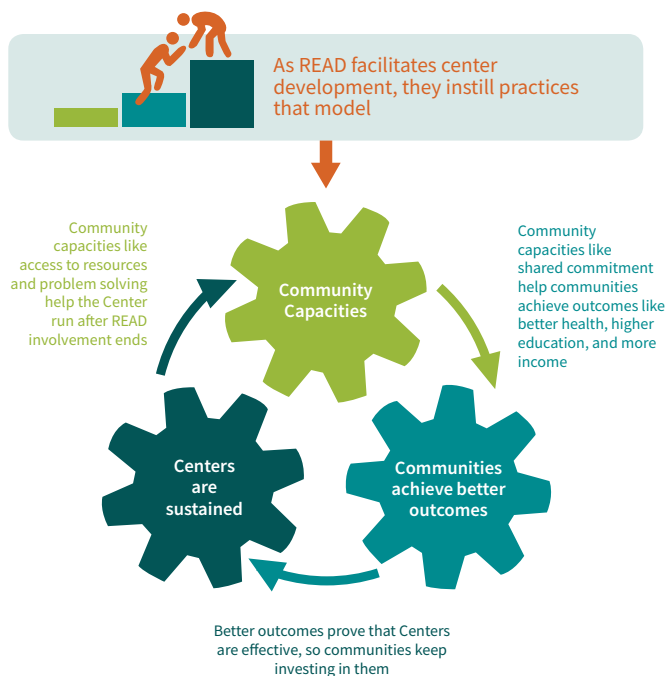 As READ facilitates center
development, they instill practices
that model
Community
capacities like
access to resources
and problem solving
help the Center
run after READ
involvement ends
Community
Capacities
Community
capacities like
shared commitment
help communities
achieve outcomes like
better health, higher
education, and more
income
Centers
are
sustained
Communities
achieve better
outcomes
Better outcomes prove that Centers
are effective, so communities keep
investing in them